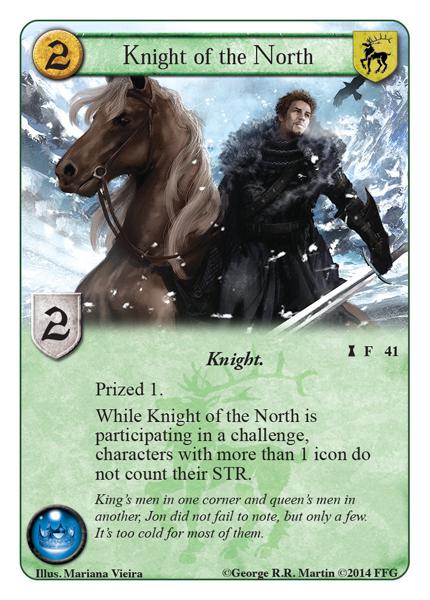 2
Knight of the North
2
Knight.
F 41
Prized 1.
While Knight of the North is
participating in a challenge,
characters with more than 1 icon do
not count their STR.
King's men in one corner and queen's men in
another, Jon did not fail to note, but only a few.
It's too cold for most of them.
Illus. Mariana Vieira
©George R.R. Martin ©2014 FFG